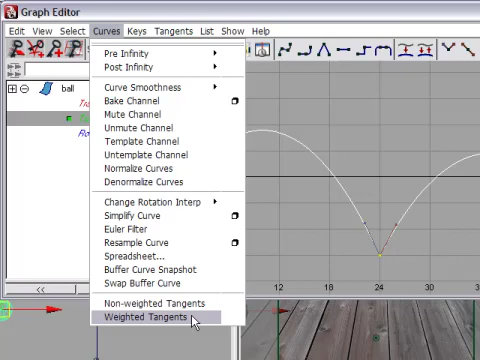 Graph Editor
Edit View Select Curves Keys Tangents List Show Help
Pre Infinity
Post Infinity
ball
Curve Smoothness
Bake Channel
Mute Channel
Unmute Channel
Template Channel
Untemplate Channel
Normalize Curves
Denormalize Curves
Change Rotation Interp
Simplify Curve
Euler Filter
Resample Curve
Spreadsheet...
Buffer Curve Snapshot
Swap Buffer Curve
Non-weighted Tangents
Weighted Tangents
<<
12 18 24 30 36